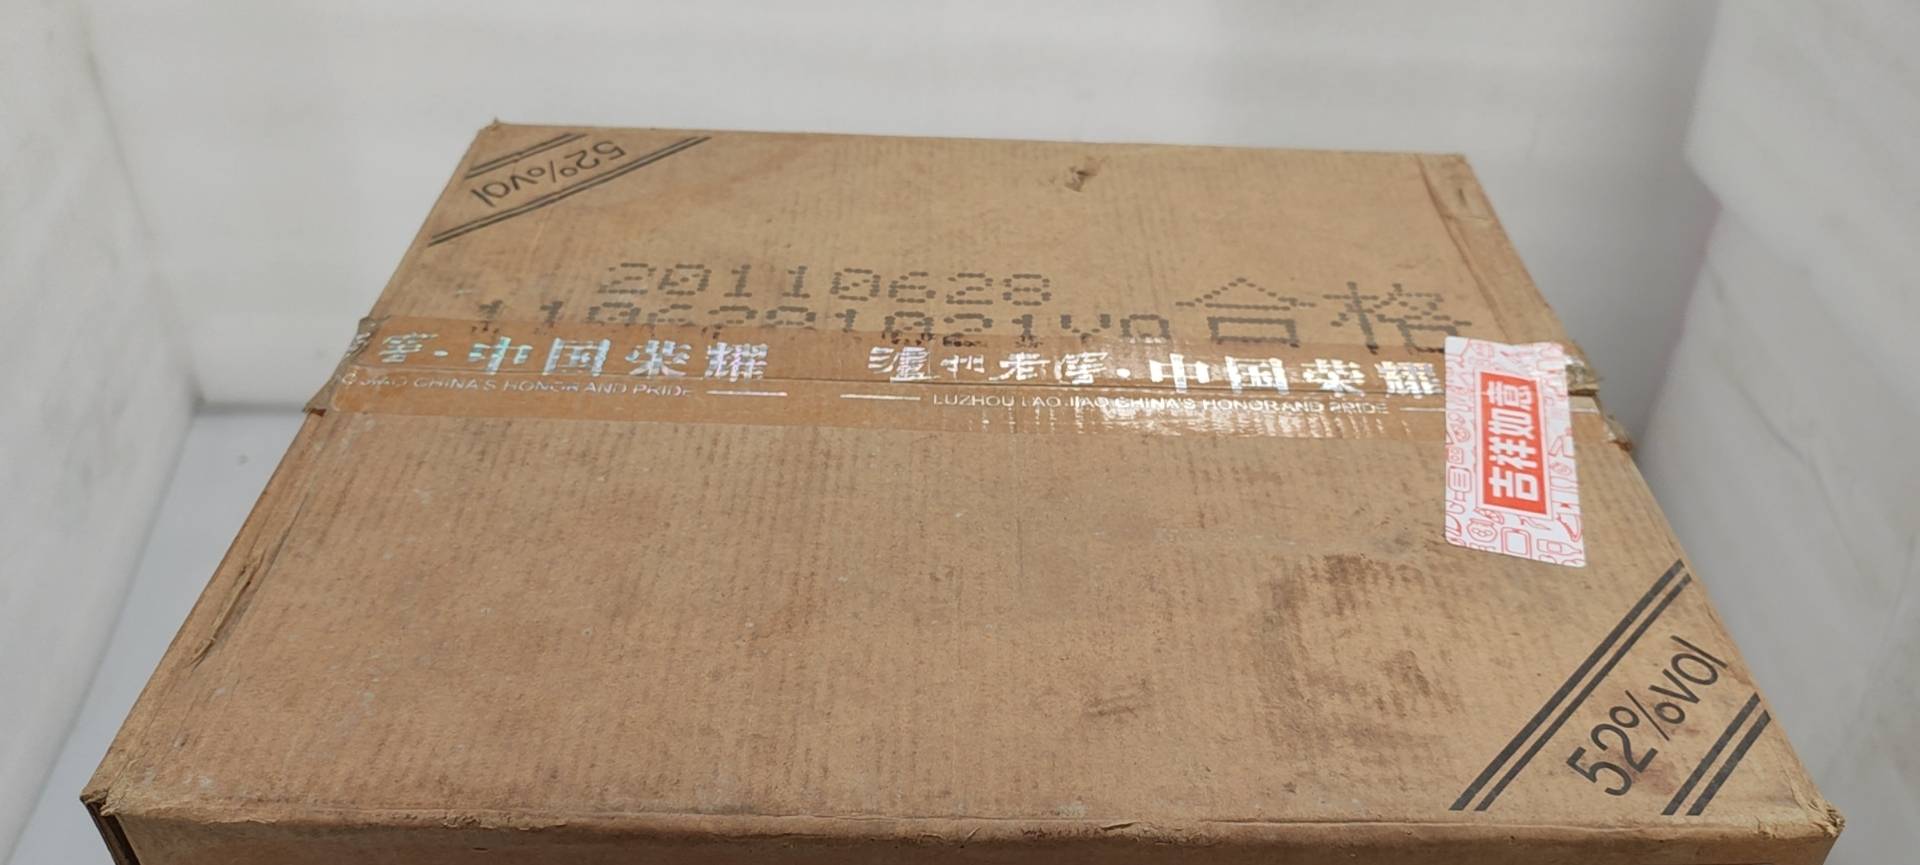 52%vol
20110628
合格
窖·中国荣耀
泸州老窖·中国荣耀
JIAO CHINA'S HONOR AND PRIDE
LUZHOU LAO JIAO CHINA'S HONOR AND PRIDE
吉祥如意
52%vol